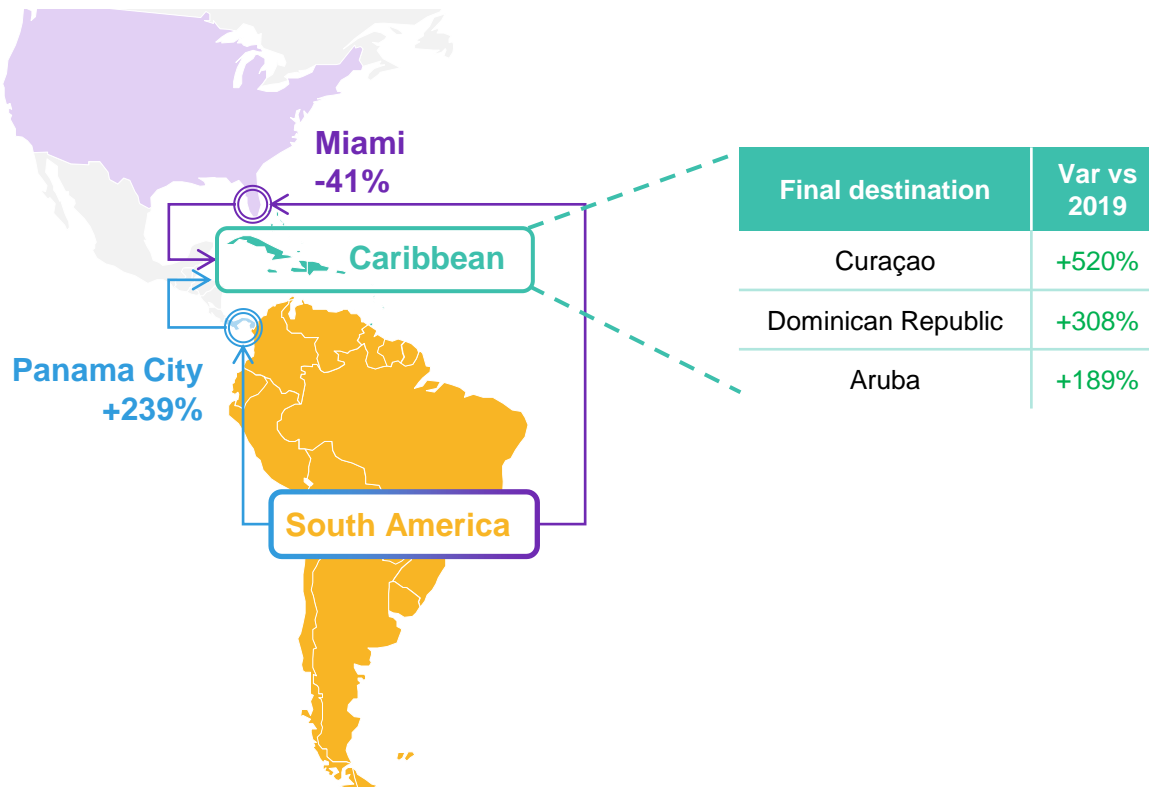 Miami
-41%
Caribbean
Panama City
+239%
South America
Final destination
Var vs
2019
Curaçao
+520%
Dominican Republic
+308%
Aruba
+189%